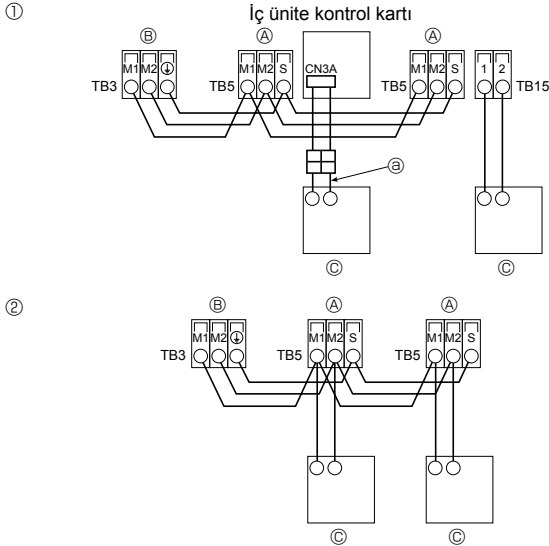 ①
İç ünite kontrol kartı
Ⓑ Ⓐ Ⓐ
M1 M2 M1 M2 S CN3A M1 M2 S 1 2
TB3 TB5 TB5 TB15
ⓐ
Ⓒ Ⓒ
②
Ⓑ Ⓐ Ⓐ
M1 M2 M1 M2 S M1 M2 S
TB3 TB5 TB5
Ⓒ Ⓒ